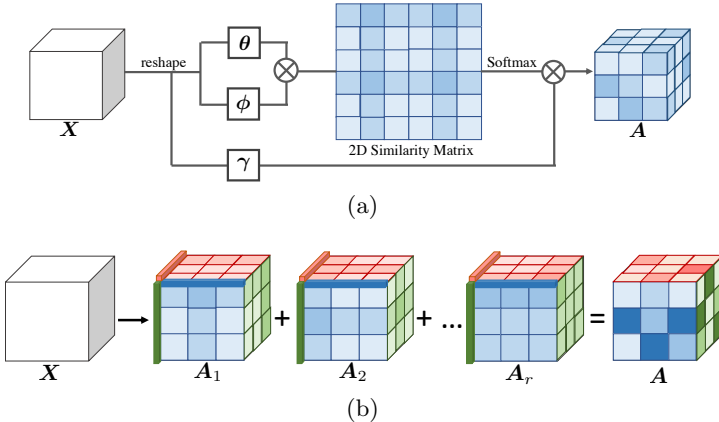 θ
reshape
Softmax
ϕ
X
A
2D Similarity Matrix
γ
(a)
+ + ... =
X A₁ A₂ Aᵣ A
(b)